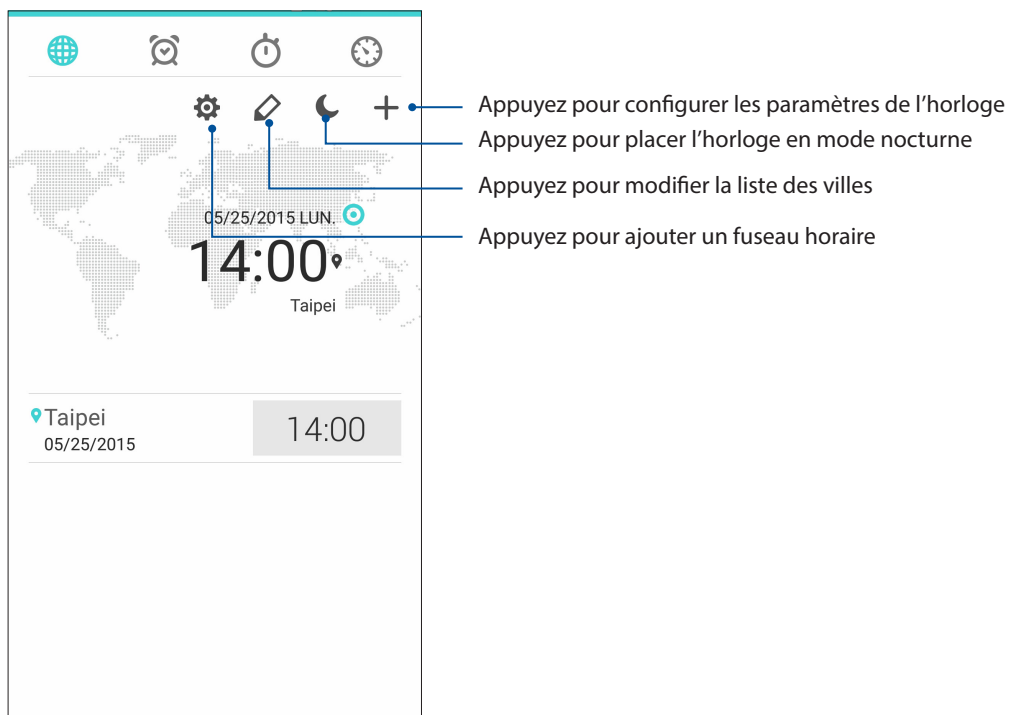 Appuyez pour configurer les paramètres de l’horloge
Appuyez pour placer l’horloge en mode nocturne
Appuyez pour modifier la liste des villes
05/25/2015 LUN.
Appuyez pour ajouter un fuseau horaire
14:00
Taipei
Taipei
14:00
05/25/2015